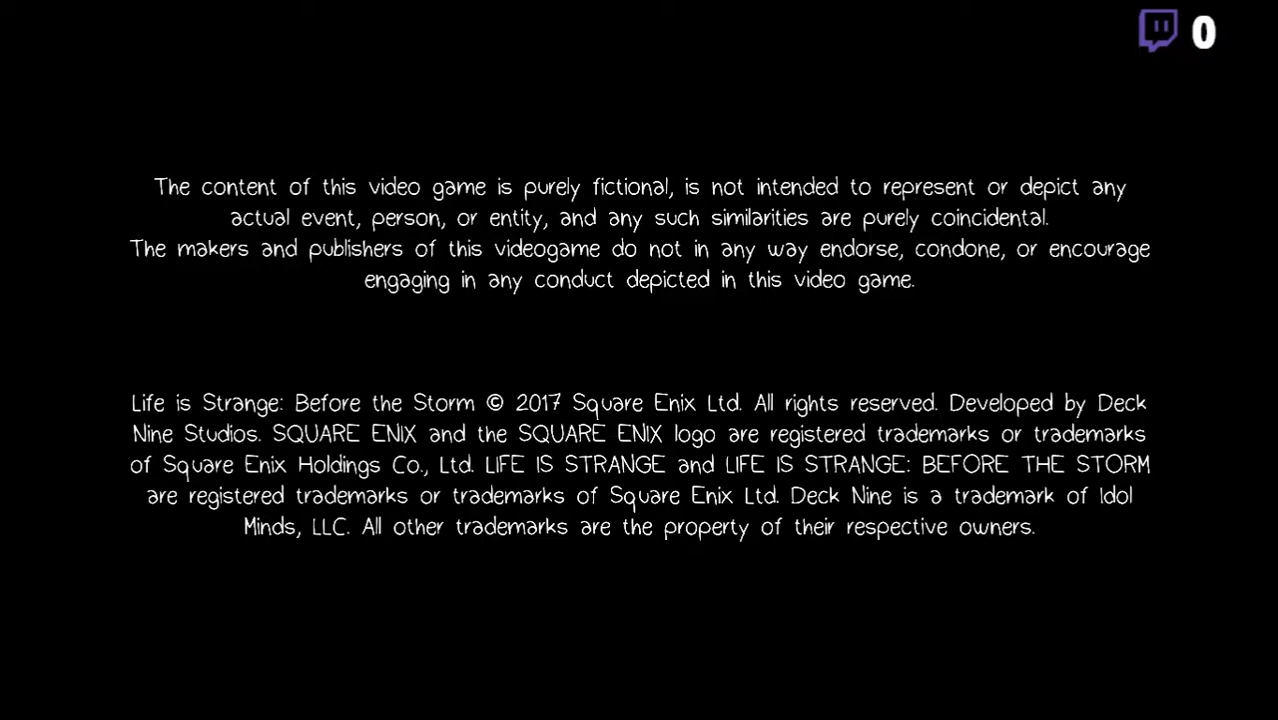 0
The content of this video game is purely fictional, is not intended to represent or depict any
actual event, person, or entity, and any such similarities are purely coincidental.
The makers and publishers of this videogame do not in any way endorse, condone, or encourage
engaging in any conduct depicted in this video game.
Life is Strange: Before the Storm © 2017 Square Enix Ltd. All rights reserved. Developed by Deck
Nine Studios. SQUARE ENIX and the SQUARE ENIX logo are registered trademarks or trademarks
of Square Enix Holdings Co., Ltd. LIFE IS STRANGE and LIFE IS STRANGE: BEFORE THE STORM
are registered trademarks or trademarks of Square Enix Ltd. Deck Nine is a trademark of Idol
Minds, LLC. All other trademarks are the property of their respective owners.